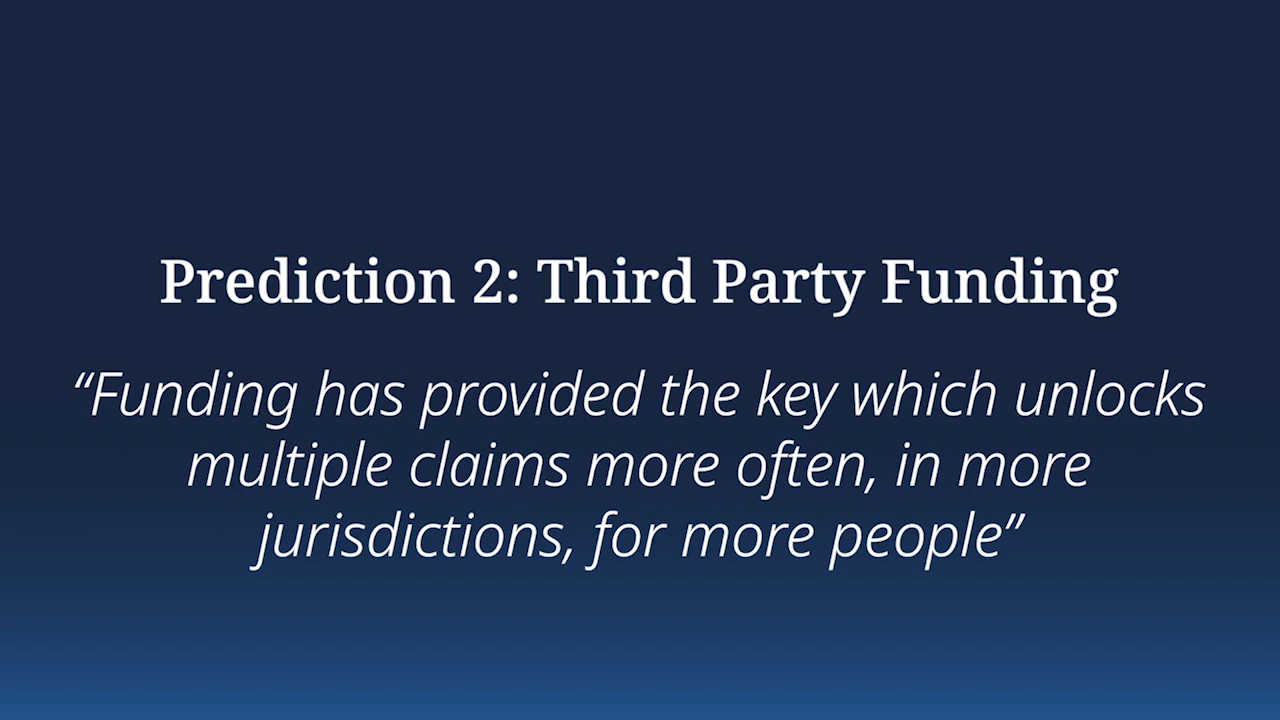 Prediction 2: Third Party Funding
“Funding has provided the key which unlocks
multiple claims more often, in more
jurisdictions, for more people”